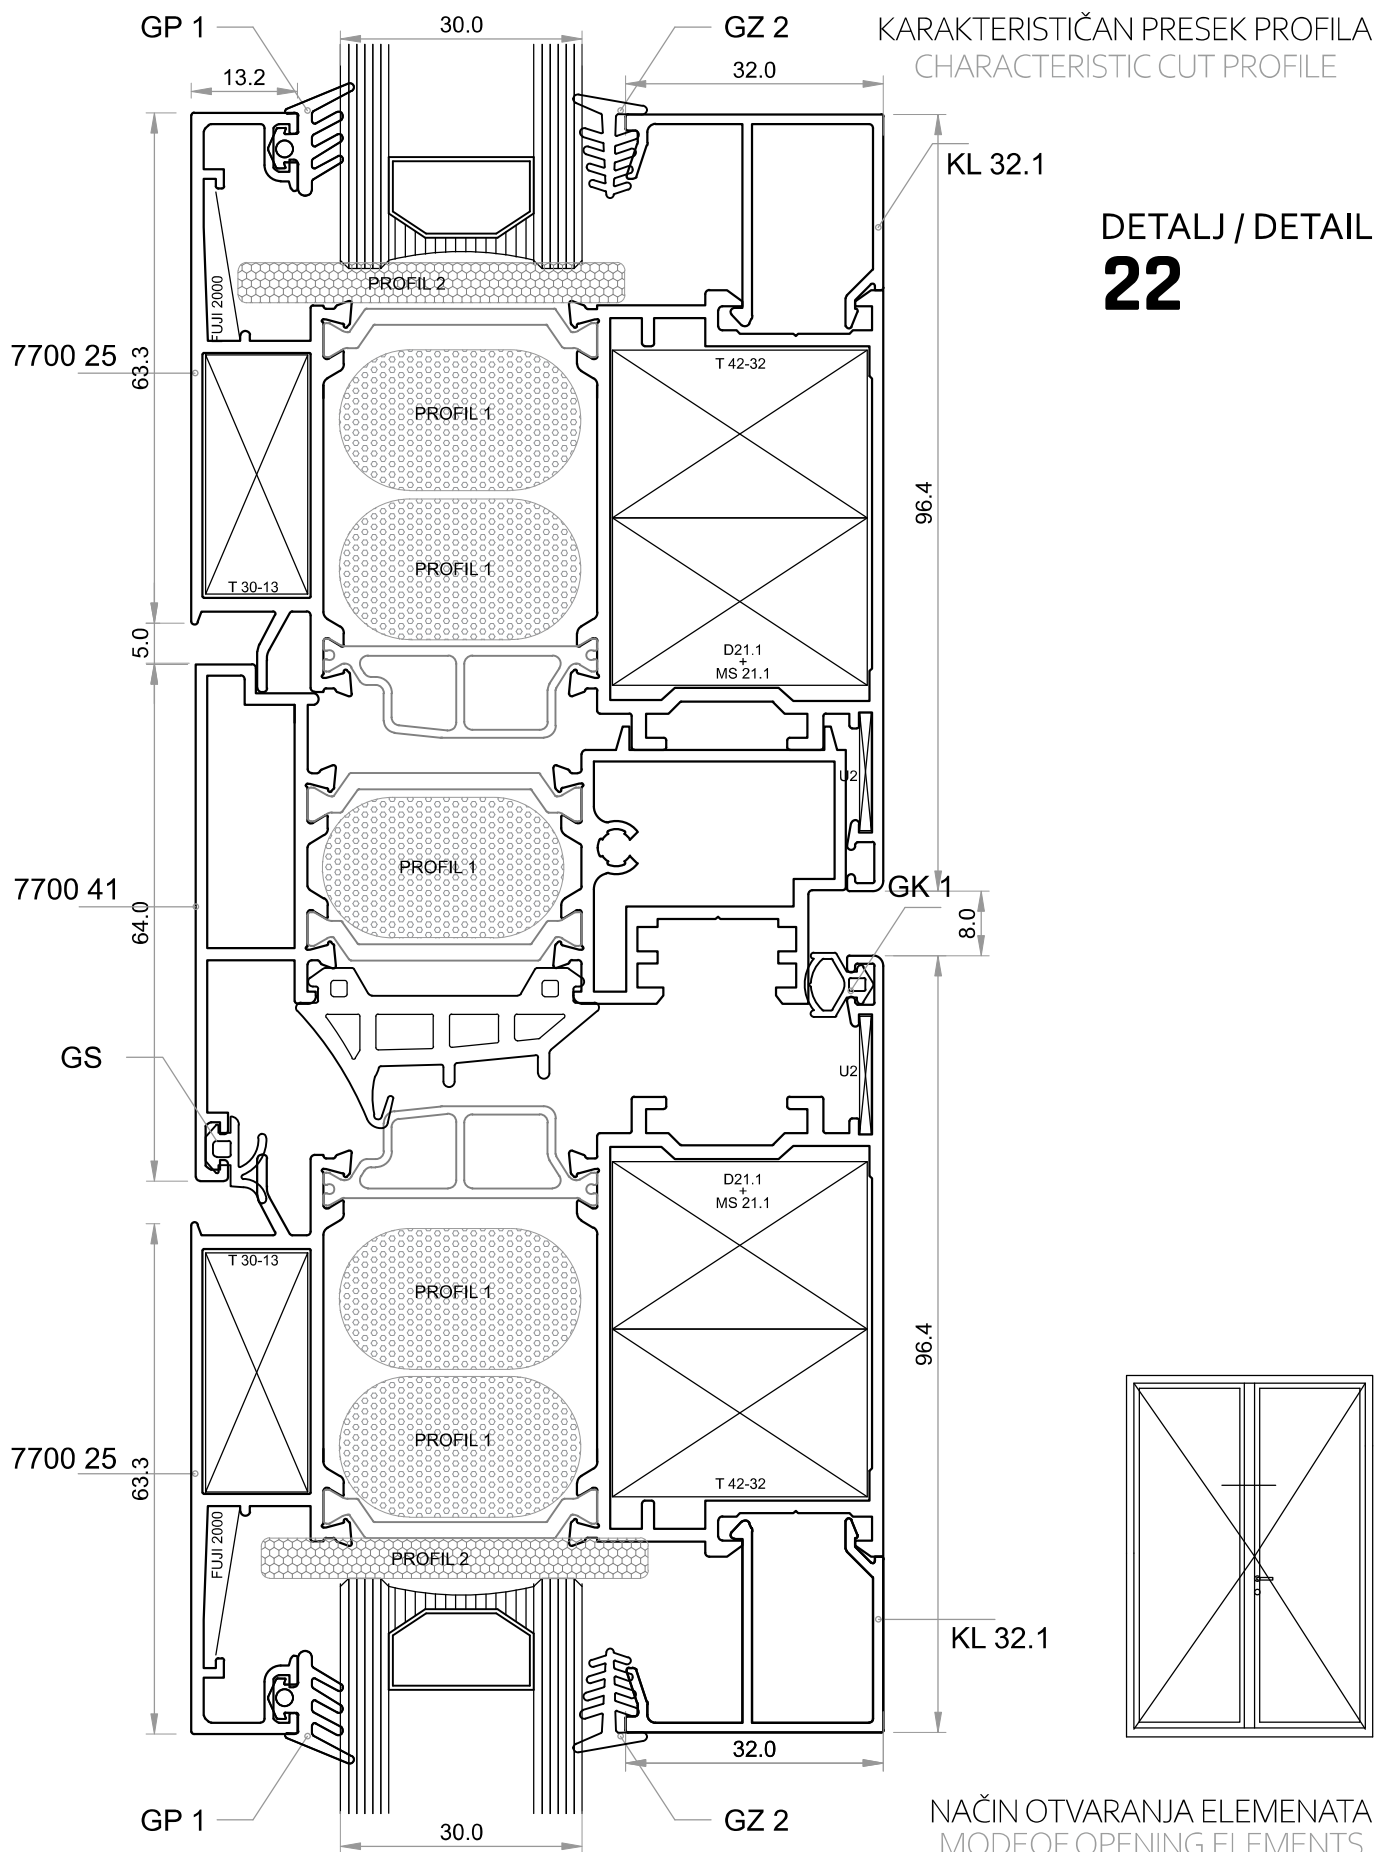 GP 1
30.0
GZ 2
KARAKTERISTIČAN PRESEK PROFILA
CHARACTERISTIC CUT PROFILE
13.2
32.0
KL 32.1
DETALJ / DETAIL
22
PROFIL 2
FUJI 2000
7700 25
63.3
T 42-32
PROFIL 1
96.4
PROFIL 1
T 30-13
5.0
D21.1
+
MS 21.1
U2
PROFIL 1
7700 41
64.0
GK 1
8.0
GS
U2
D21.1
+
MS 21.1
T 30-13
PROFIL 1
96.4
PROFIL 1
7700 25
63.3
T 42-32
FUJI 2000
PROFIL 2
KL 32.1
32.0
GP 1
30.0
GZ 2
NAČIN OTVARANJA ELEMENATA
MODE OF OPENING ELEMENTS